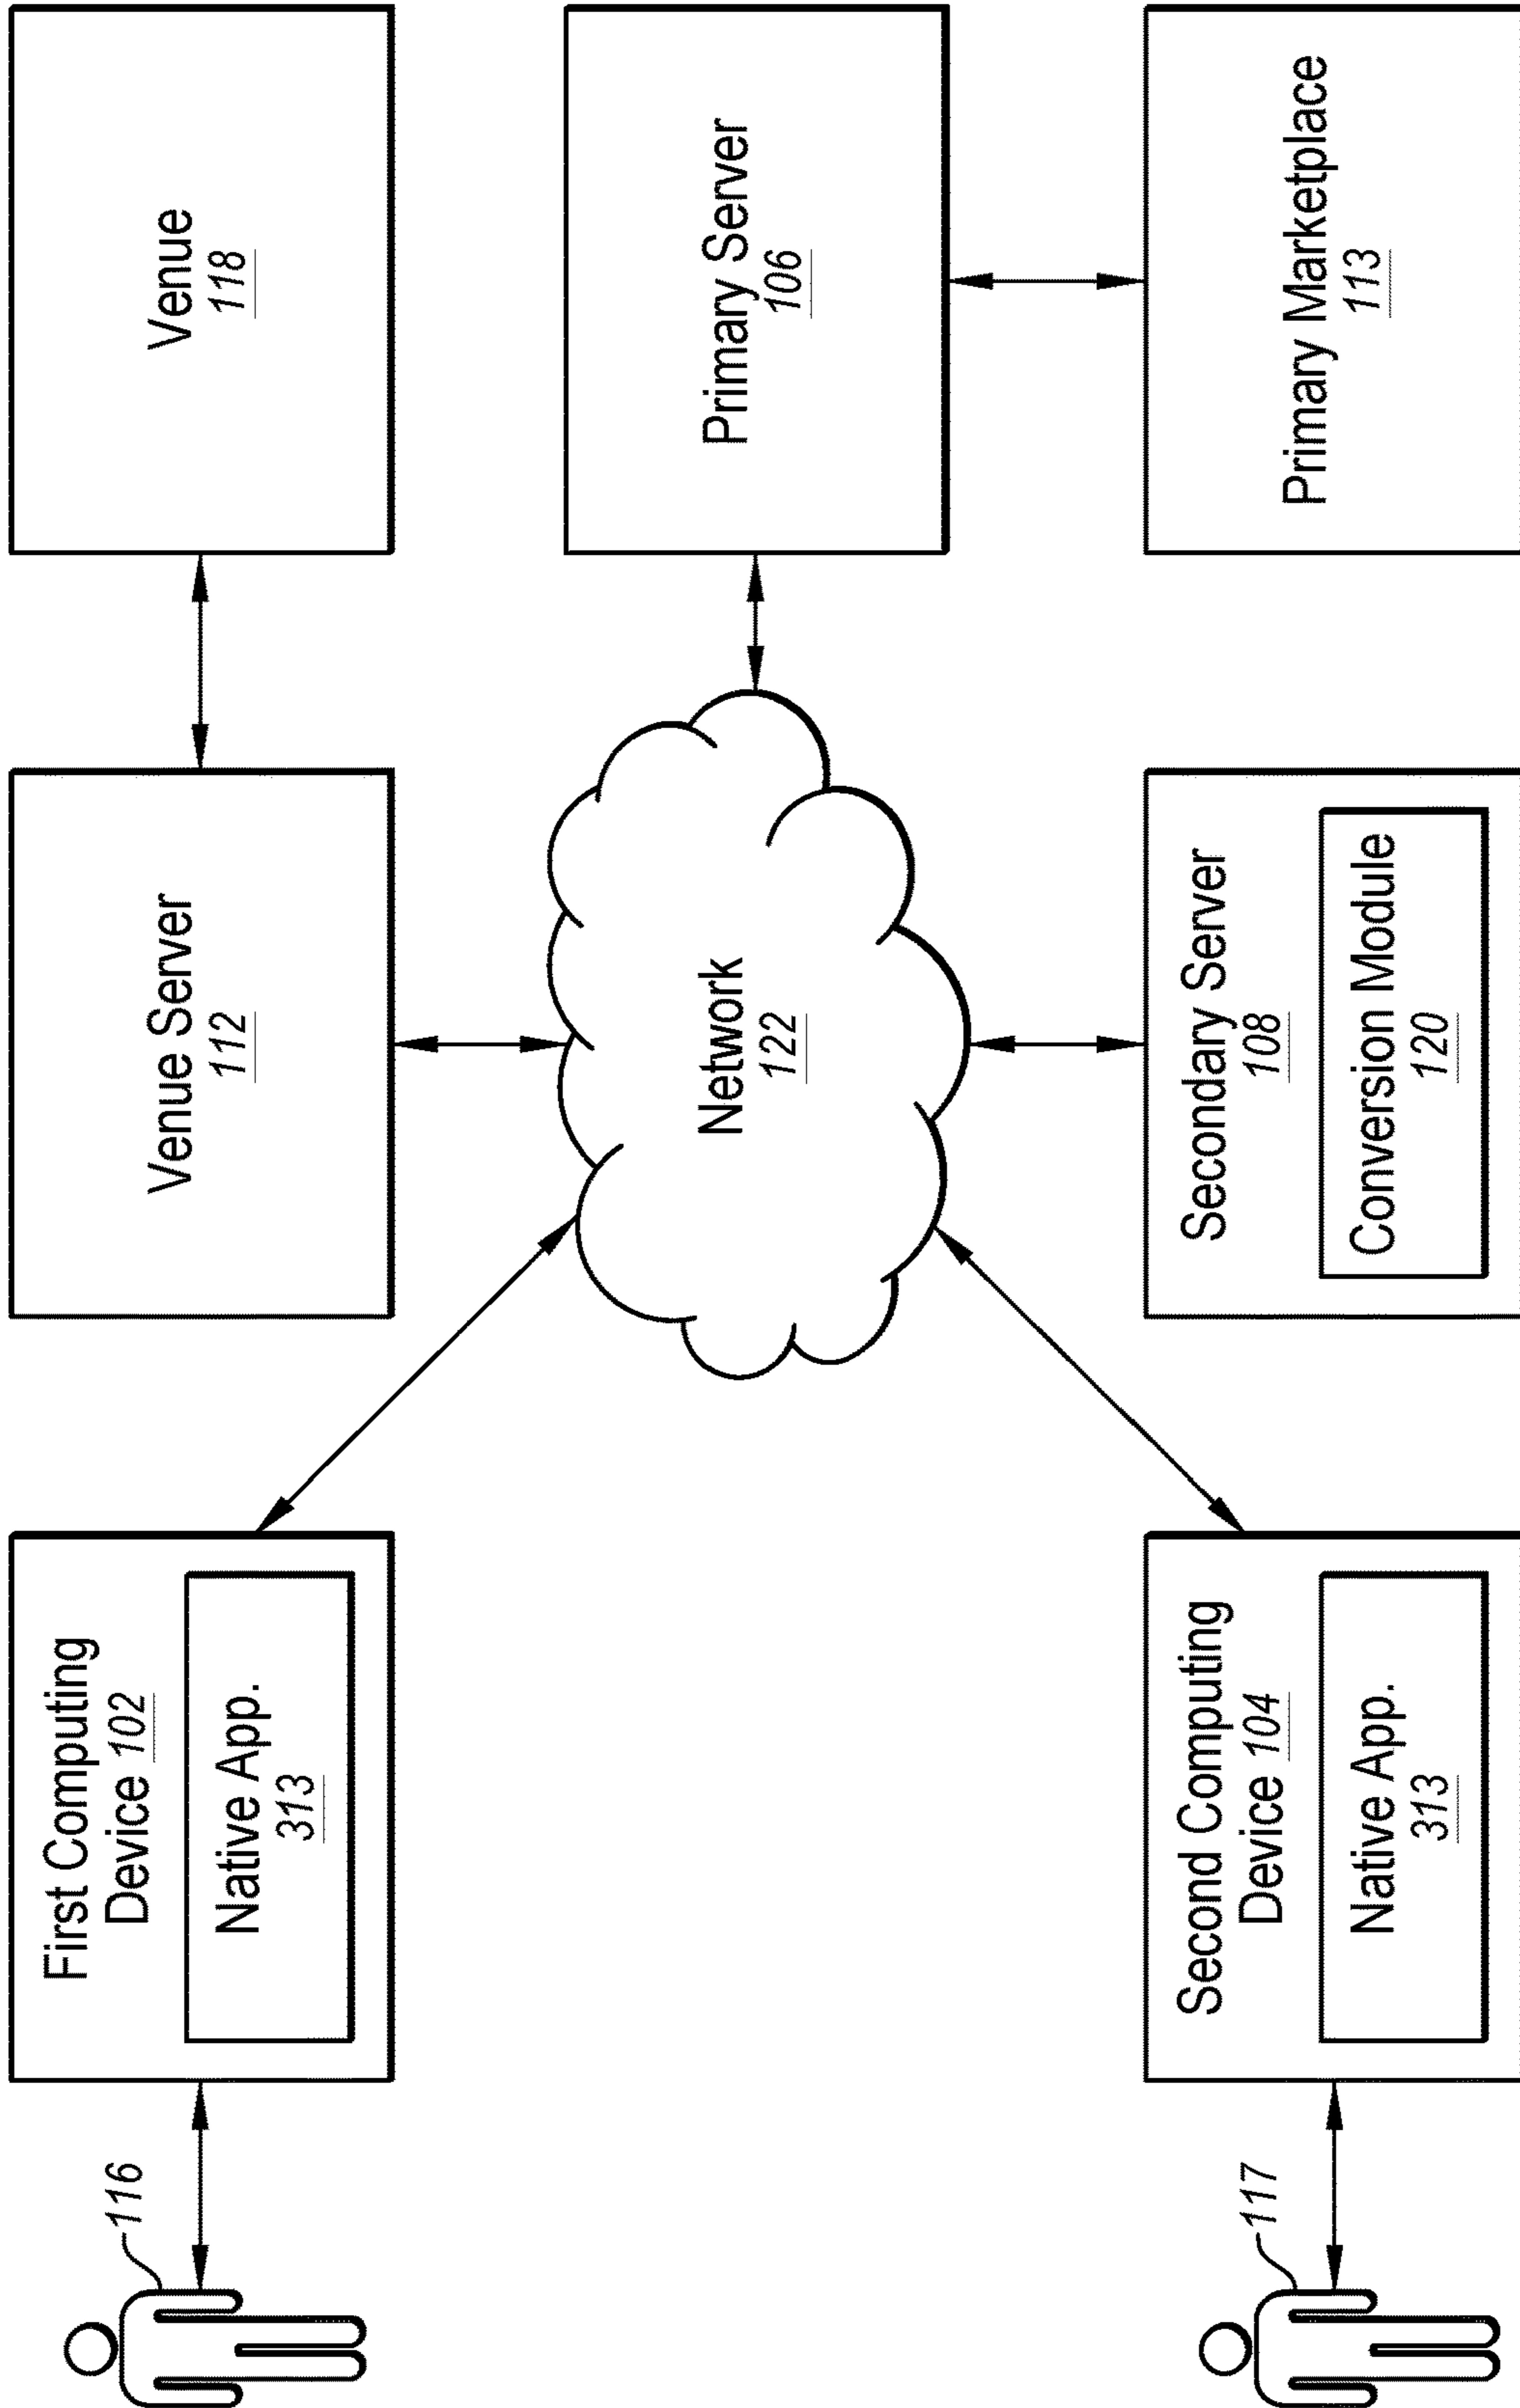 116
First Computing
Device 102
Native App.
313
Venue Server
112
Venue
118
Network
122
Primary Server
106
117
Second Computing
Device 104
Native App.
313
Secondary Server
108
Conversion Module
120
Primary Marketplace
113